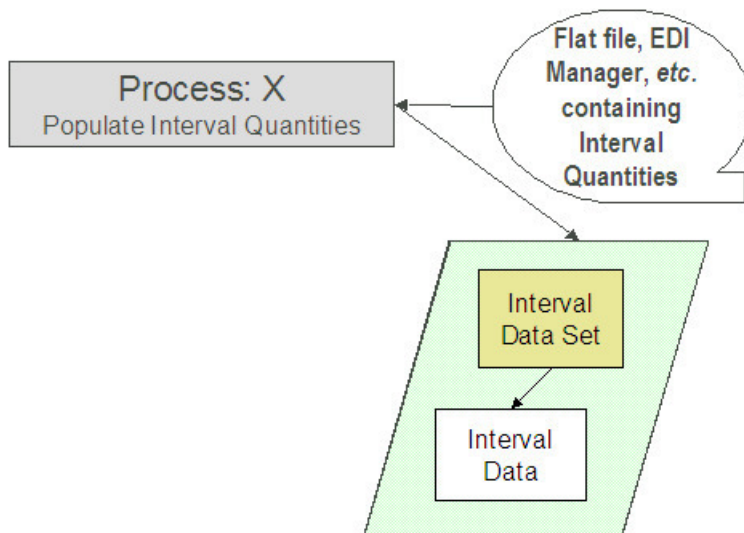 Process: X
Populate Interval Quantities
Flat file, EDI
Manager, etc.
containing
Interval
Quantities
Interval
Data Set
Interval
Data